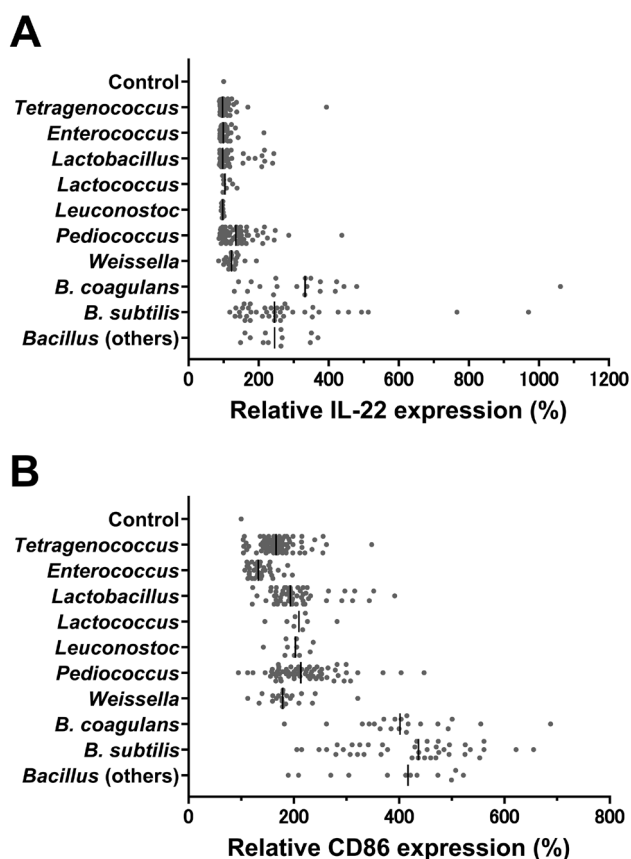 A
Control
Tetragenococcus
Enterococcus
Lactobacillus
Lactococcus
Leuconostoc
Pediococcus
Weissella
B. coagulans
B. subtilis
Bacillus (others)
0 200 400 600 800 1000 1200
Relative IL-22 expression (%)
B
Control
Tetragenococcus
Enterococcus
Lactobacillus
Lactococcus
Leuconostoc
Pediococcus
Weissella
B. coagulans
B. subtilis
Bacillus (others)
0 200 400 600 800
Relative CD86 expression (%)